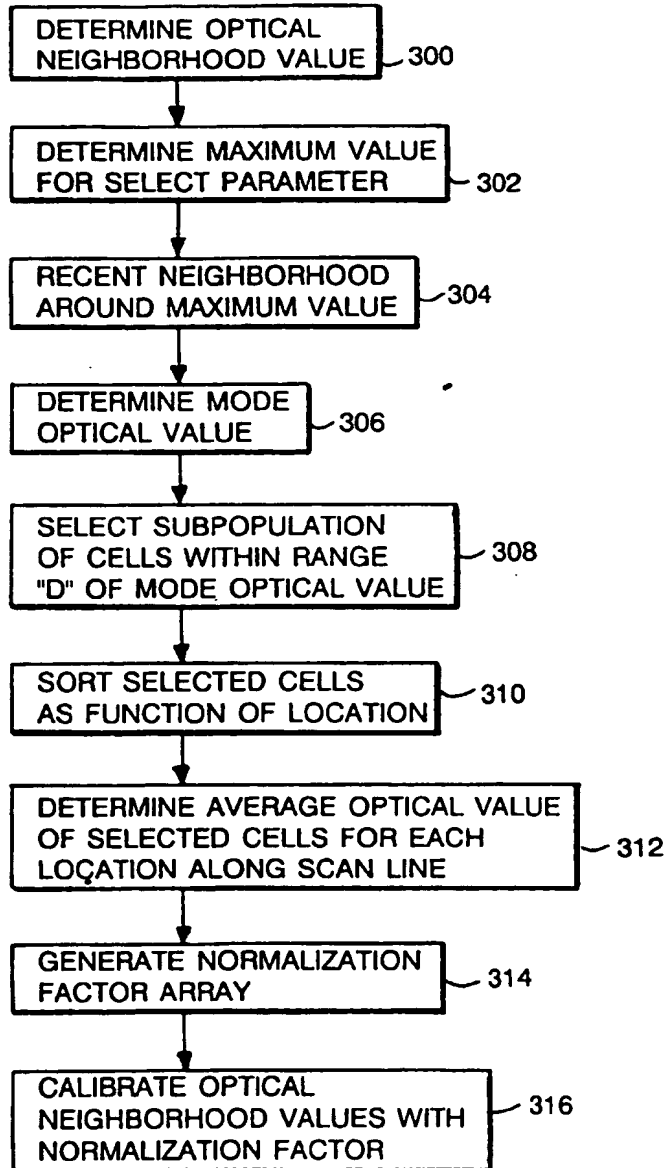 DETERMINE OPTICAL
NEIGHBORHOOD VALUE
300
DETERMINE MAXIMUM VALUE
FOR SELECT PARAMETER
302
RECENT NEIGHBORHOOD
AROUND MAXIMUM VALUE
304
DETERMINE MODE
OPTICAL VALUE
306
SELECT SUBPOPULATION
OF CELLS WITHIN RANGE
"D" OF MODE OPTICAL VALUE
308
SORT SELECTED CELLS
AS FUNCTION OF LOCATION
310
DETERMINE AVERAGE OPTICAL VALUE
OF SELECTED CELLS FOR EACH
LOCATION ALONG SCAN LINE
312
GENERATE NORMALIZATION
FACTOR ARRAY
314
CALIBRATE OPTICAL
NEIGHBORHOOD VALUES WITH
NORMALIZATION FACTOR
316